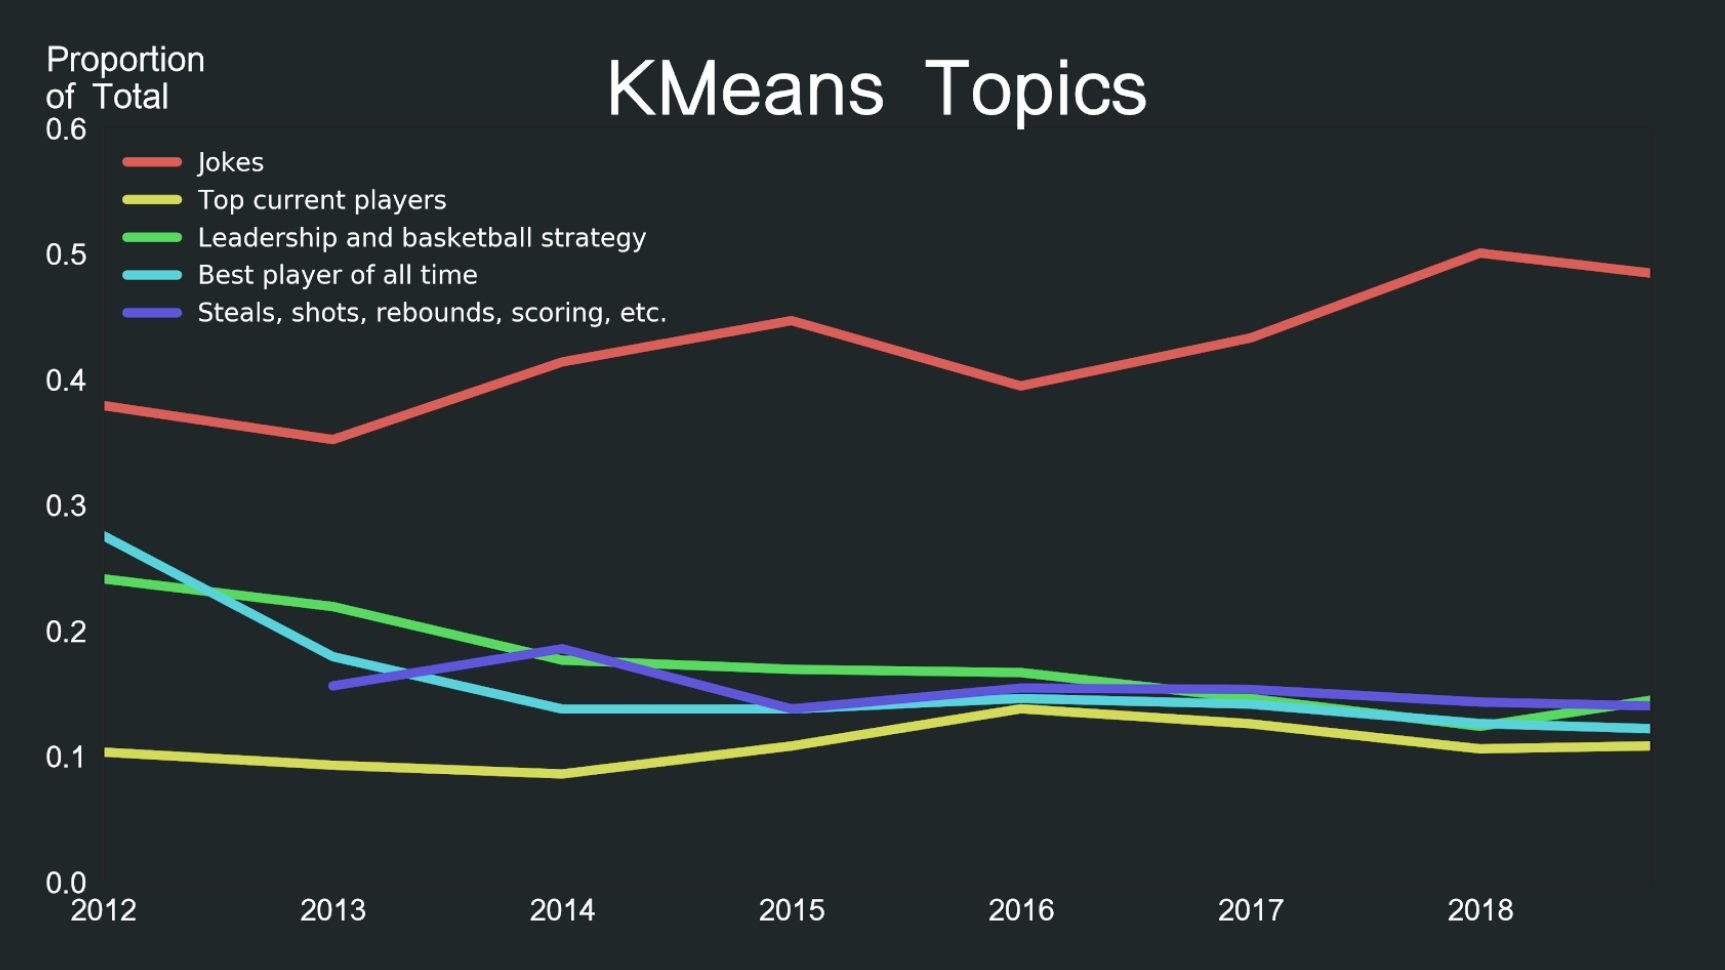 Proportion
of Total
KMeans Topics
0.6
Jokes
Top current players
Leadership and basketball strategy
0.5
Best player of all time
Steals, shots, rebounds, scoring, etc.
0.4
0.3
0.2
0.1
0.0
2012 2013 2014 2015 2016 2017 2018